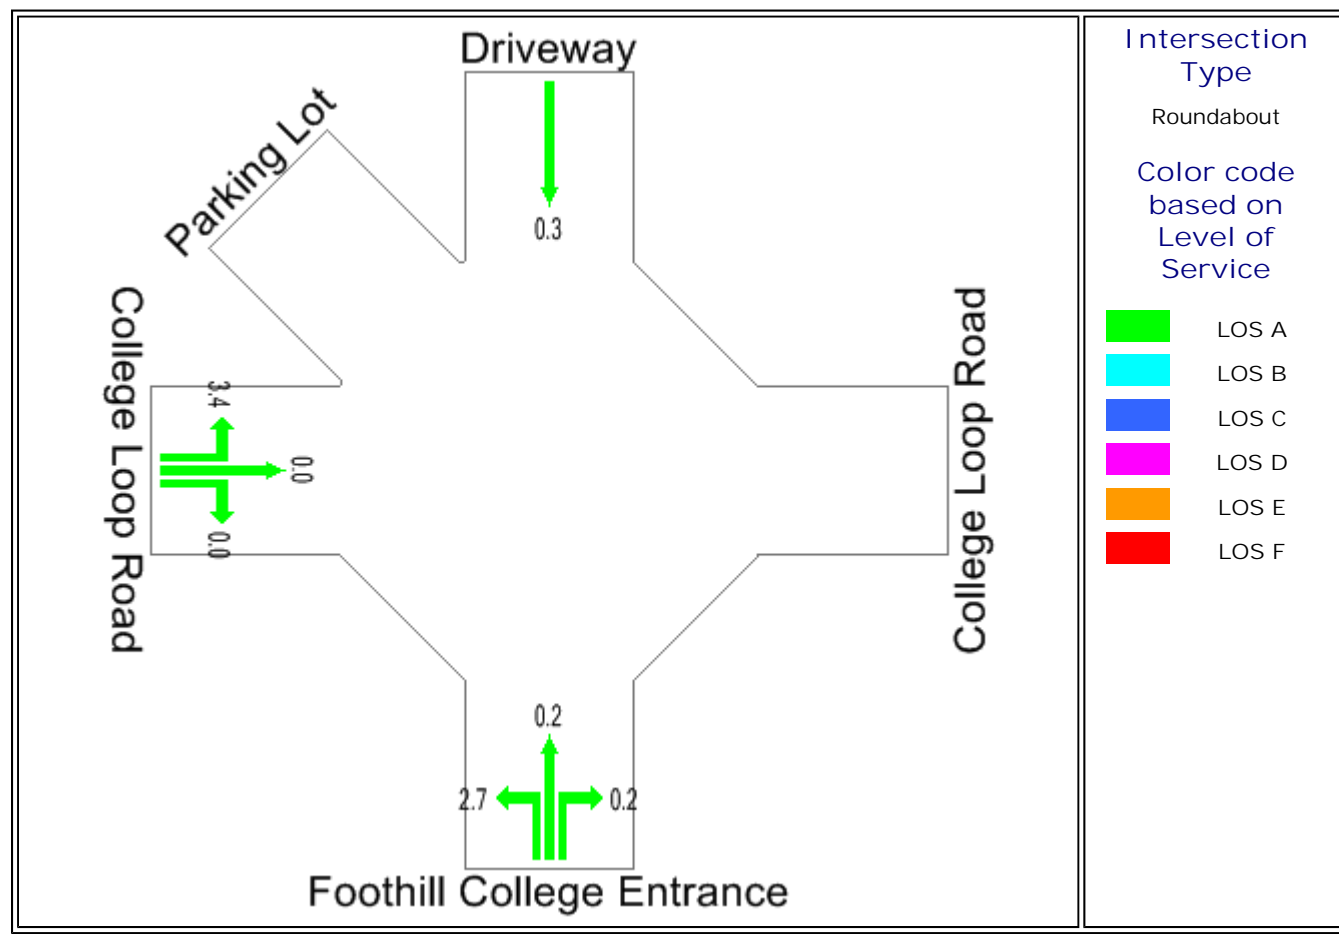 Driveway
Parking Lot
0.3
College Loop Road
3.4
0.0
0.0
College Loop Road
0.2
2.7
0.2
Foothill College Entrance
Intersection
Type
Roundabout
Color code
based on
Level of
Service
LOS A
LOS B
LOS C
LOS D
LOS E
LOS F